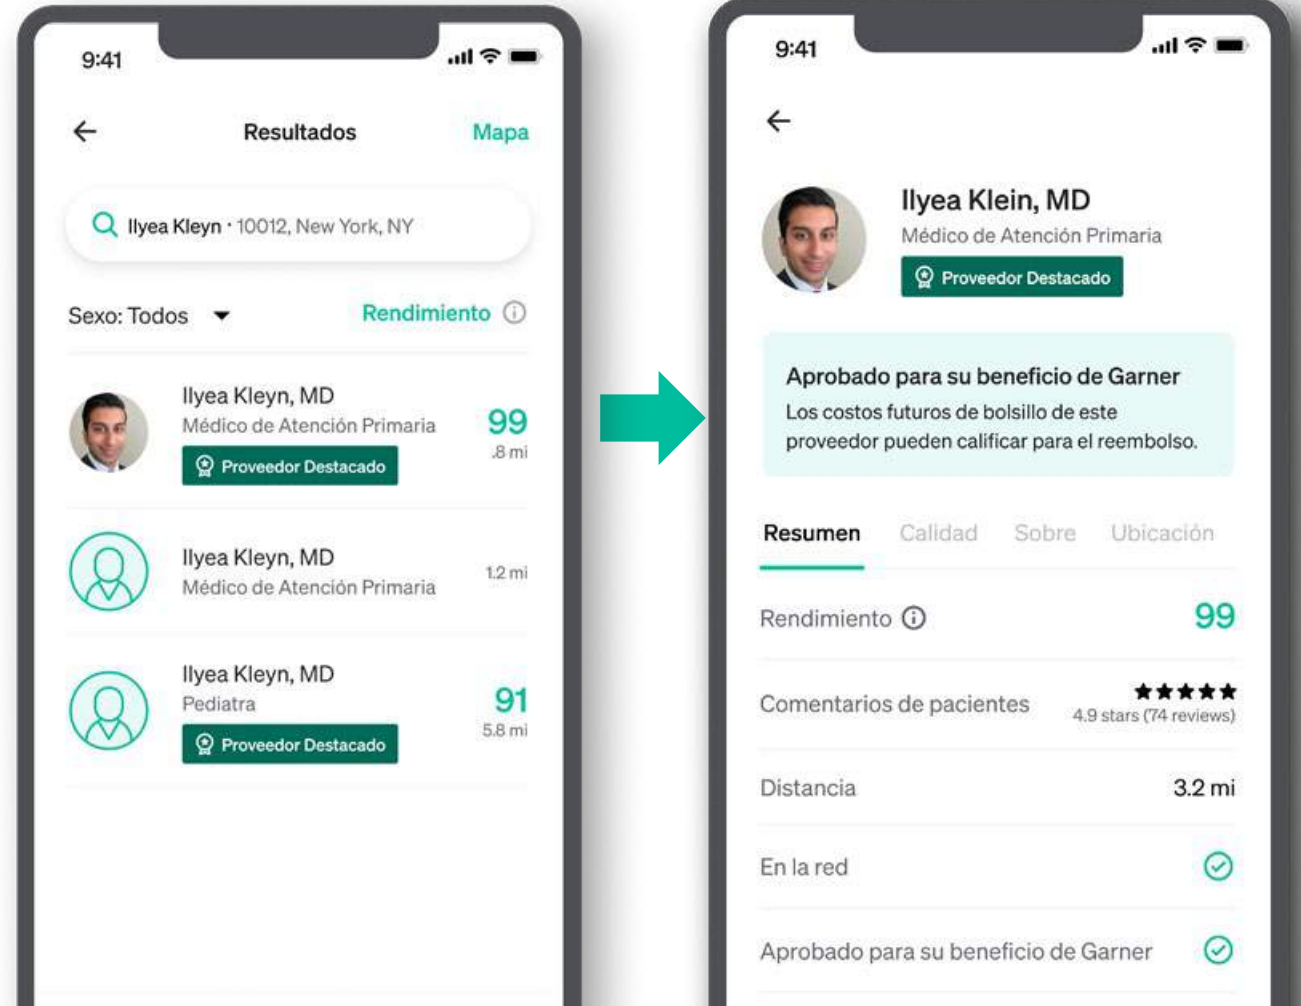 9:41
Resultados
Mapa
Ilyea Kleyn · 10012, New York, NY
Sexo: Todos
Rendimiento
Ilyea Kleyn, MD
Médico de Atención Primaria
Proveedor Destacado
99
.8 mi
Ilyea Kleyn, MD
Médico de Atención Primaria
1.2 mi
Ilyea Kleyn, MD
Pediatra
Proveedor Destacado
91
5.8 mi
9:41
Ilyea Klein, MD
Médico de Atención Primaria
Proveedor Destacado
Aprobado para su beneficio de Garner
Los costos futuros de bolsillo de este
proveedor pueden calificar para el reembolso.
Resumen Calidad Sobre Ubicación
Rendimiento 99
Comentarios de pacientes
4.9 stars (74 reviews)
Distancia 3.2 mi
En la red
Aprobado para su beneficio de Garner